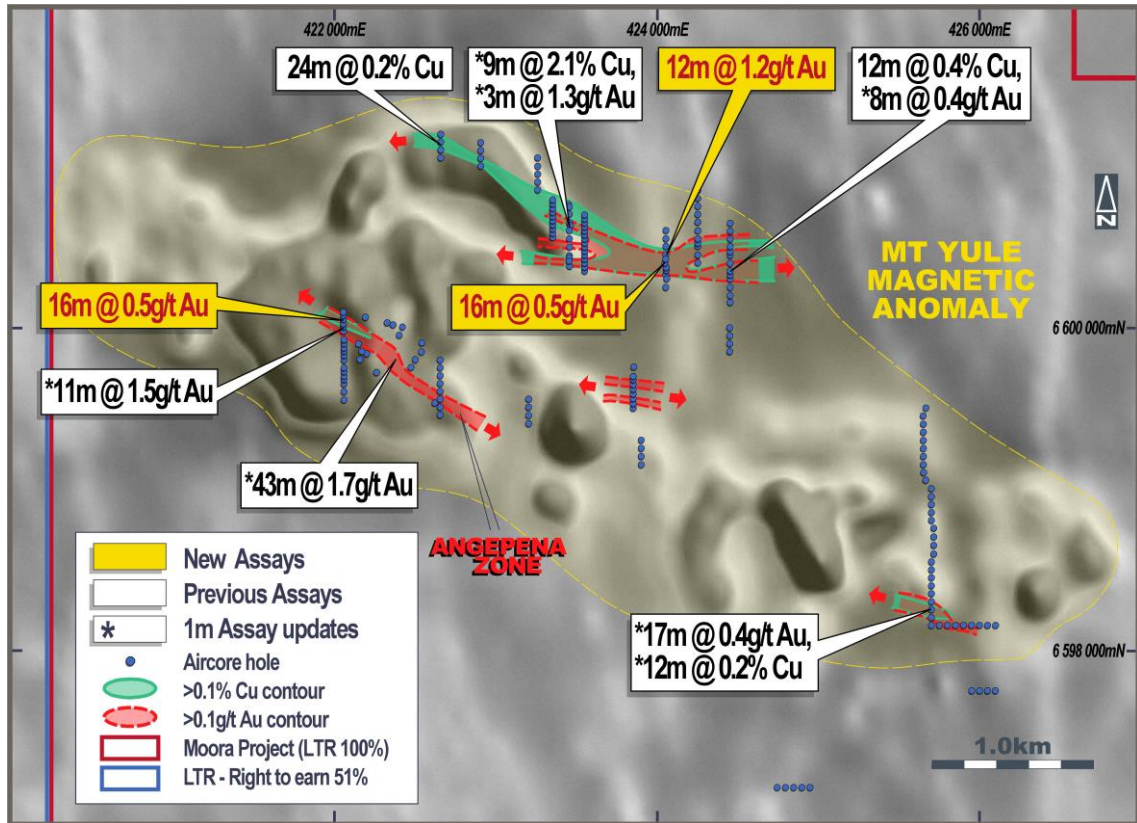 422 000mE
424 000mE
426 000mE
24m @ 0.2% Cu
*9m @ 2.1% Cu,
*3m @ 1.3g/t Au
12m @ 1.2g/t Au
12m @ 0.4% Cu,
*8m @ 0.4g/t Au
N
MT YULE
MAGNETIC
ANOMALY
16m @ 0.5g/t Au
16m @ 0.5g/t Au
6 600 000mN
*11m @ 1.5g/t Au
*43m @ 1.7g/t Au
ANGEPENA
ZONE
New Assays
Previous Assays
* 1m Assay updates
Aircore hole
>0.1% Cu contour
>0.1g/t Au contour
Moora Project (LTR 100%)
LTR - Right to earn 51%
*17m @ 0.4g/t Au,
*12m @ 0.2% Cu
6 598 000mN
1.0km